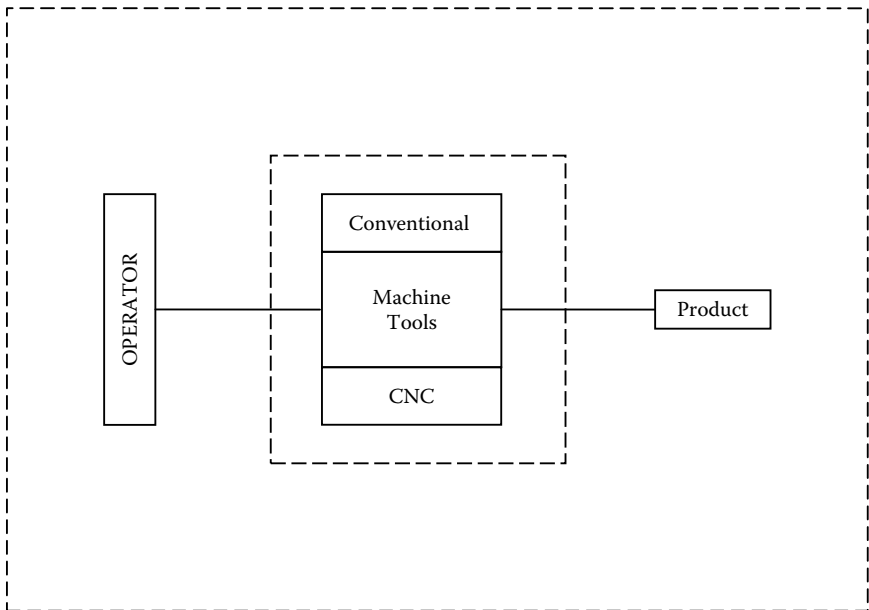 OPERATOR
Conventional
Machine
Tools
CNC
Product